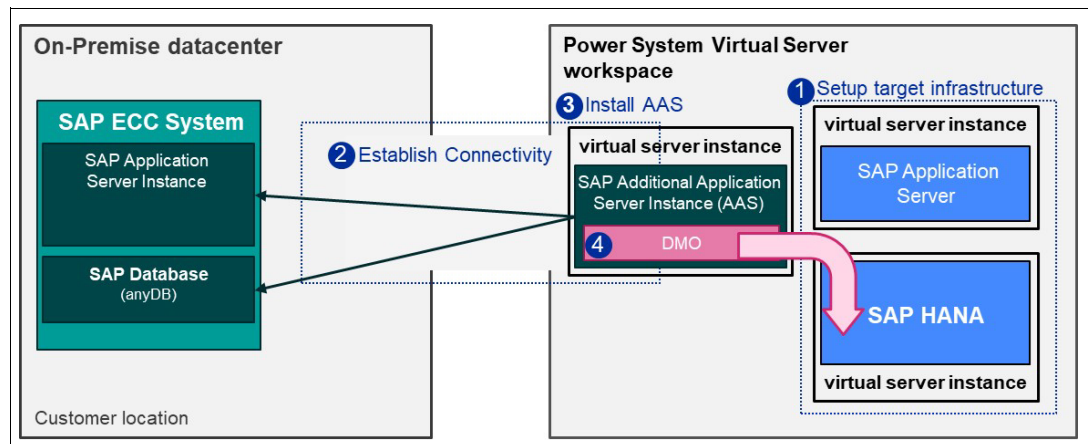 On-Premise datacenter
SAP ECC System
SAP Application
Server Instance
SAP Database
(anyDB)
Customer location
2 Establish Connectivity
Power System Virtual Server
workspace
3 Install AAS
virtual server instance
SAP Additional Application
Server Instance (AAS)
4 DMO
1 Setup target infrastructure
virtual server instance
SAP Application
Server
SAP HANA
virtual server instance